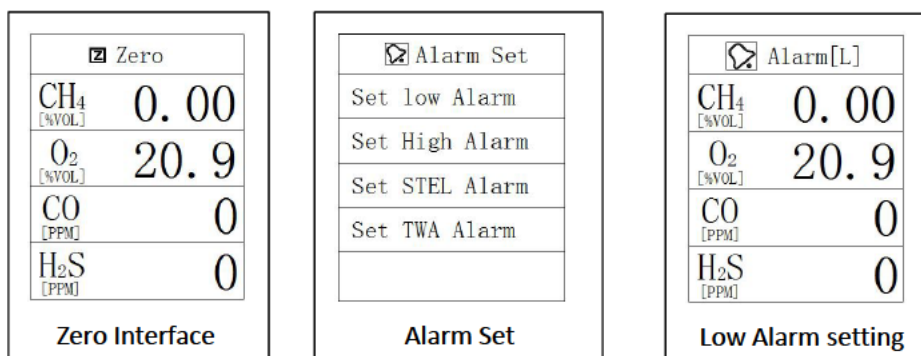 Z Zero
CH₄ 0.00
[%VOL]
O₂ 20.9
[%VOL]
CO 0
[PPM]
H₂S 0
[PPM]
Zero Interface
Alarm Set
Set low Alarm
Set High Alarm
Set STEL Alarm
Set TWA Alarm
Alarm Set
Alarm[L]
CH₄ 0.00
[%VOL]
O₂ 20.9
[%VOL]
CO 0
[PPM]
H₂S 0
[PPM]
Low Alarm setting